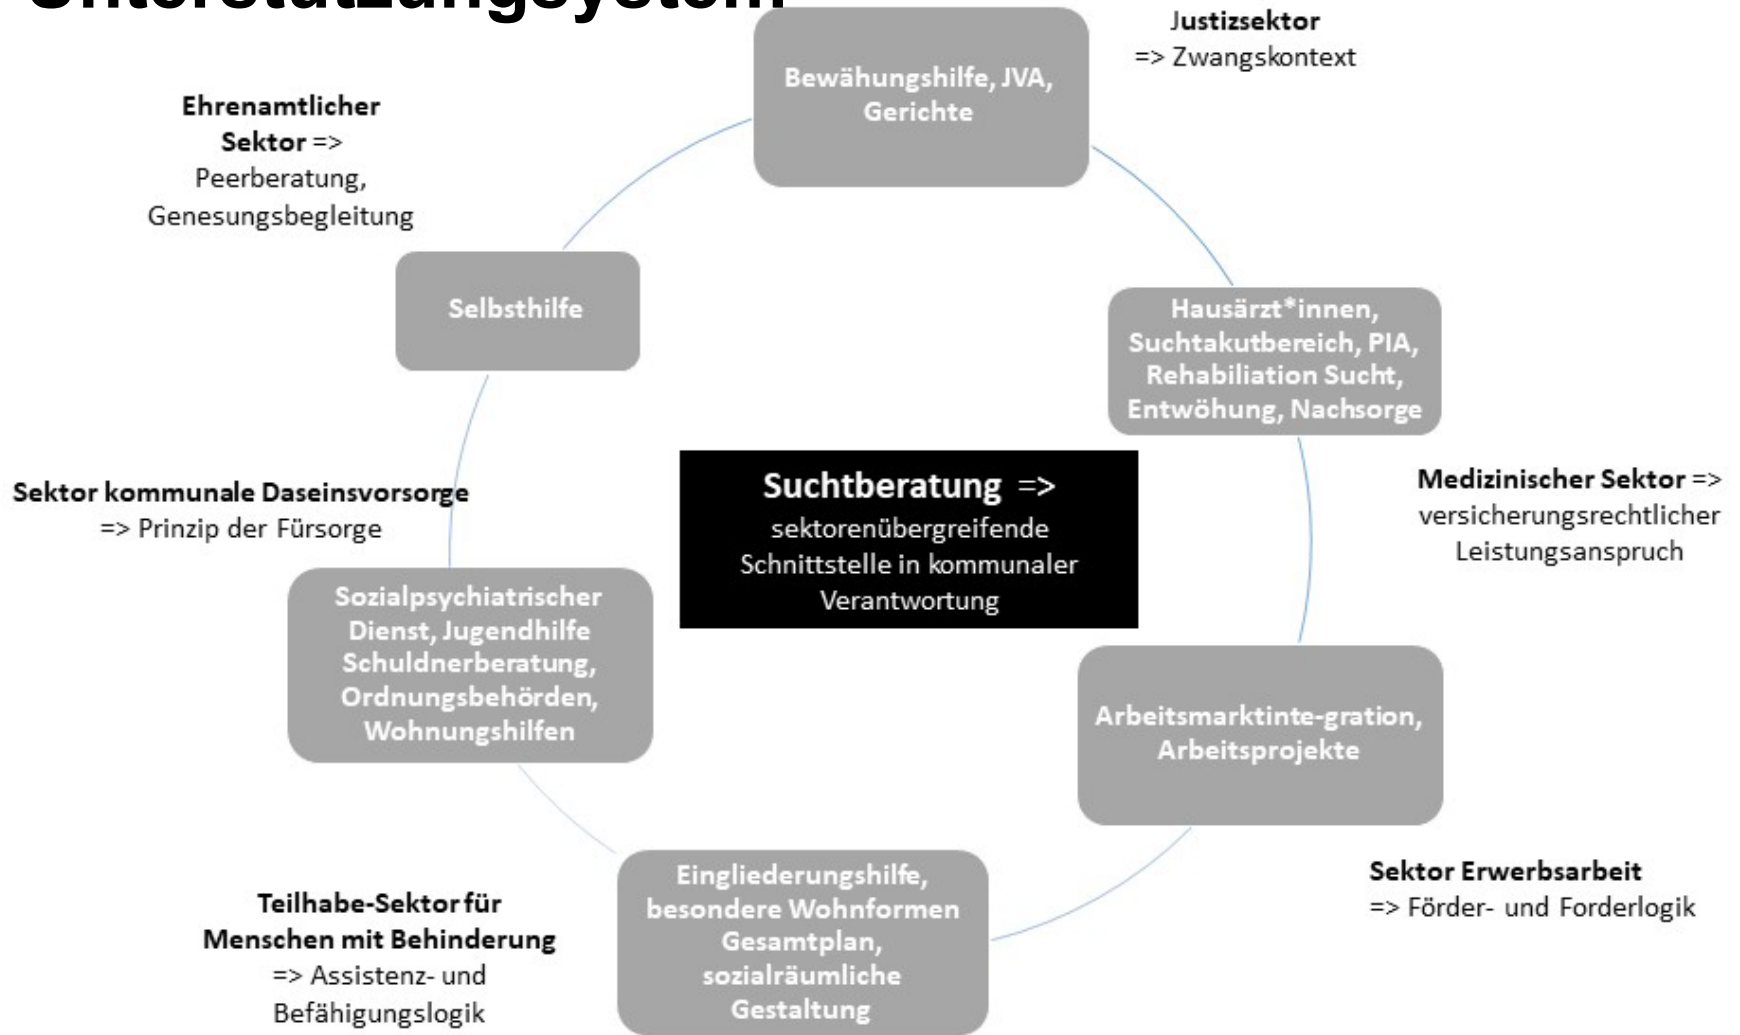 Unterstützungsystem
Justizsektor
=> Zwangskontext
Bewähungshilfe, JVA,
Gerichte
Ehrenamtlicher
Sektor =>
Peerberatung,
Genesungsbegleitung
Selbsthilfe
Hausärzt*innen,
Suchtakutbereich, PIA,
Rehabiliation Sucht,
Entwöhung, Nachsorge
Suchtberatung =>
sektorenübergreifende
Schnittstelle in kommunaler
Verantwortung
Medizinischer Sektor =>
versicherungsrechtlicher
Leistungsanspruch
Sektor kommunale Daseinsvorsorge
=> Prinzip der Fürsorge
Sozialpsychiatrischer
Dienst, Jugendhilfe
Schuldnerberatung,
Ordnungsbehörden,
Wohnungshilfen
Arbeitsmarktinte-gration,
Arbeitsprojekte
Sektor Erwerbsarbeit
=> Förder- und Forderlogik
Eingliederungshilfe,
besondere Wohnformen
Gesamtplan,
sozialräumliche
Gestaltung
Teilhabe-Sektor für
Menschen mit Behinderung
=> Assistenz- und
Befähigungslogik